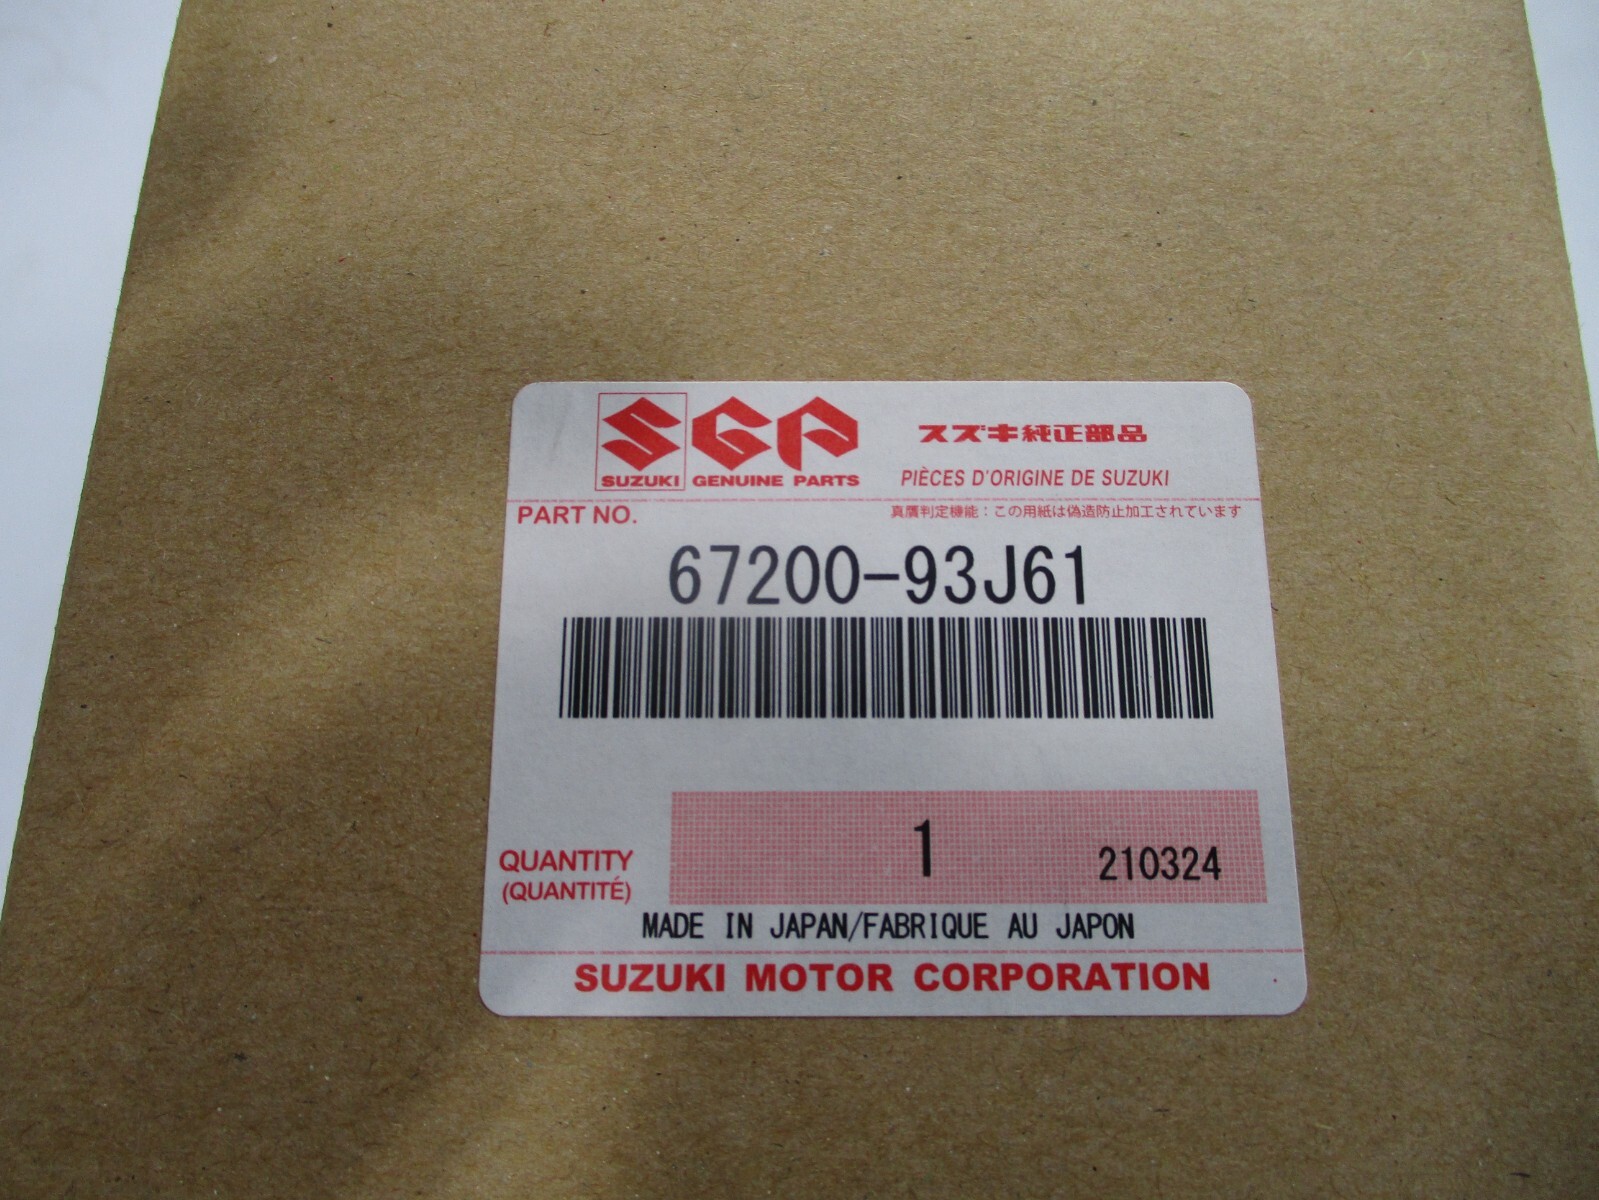 SGP スズキ純正部品
SUZUKI GENUINE PARTS PIÈCES D'ORIGINE DE SUZUKI
PART NO. 真贋判定機能：この用紙は偽造防止加工されています
67200-93J61
1
QUANTITY 210324
(QUANTITÉ)
MADE IN JAPAN/FABRIQUE AU JAPON
SUZUKI MOTOR CORPORATION